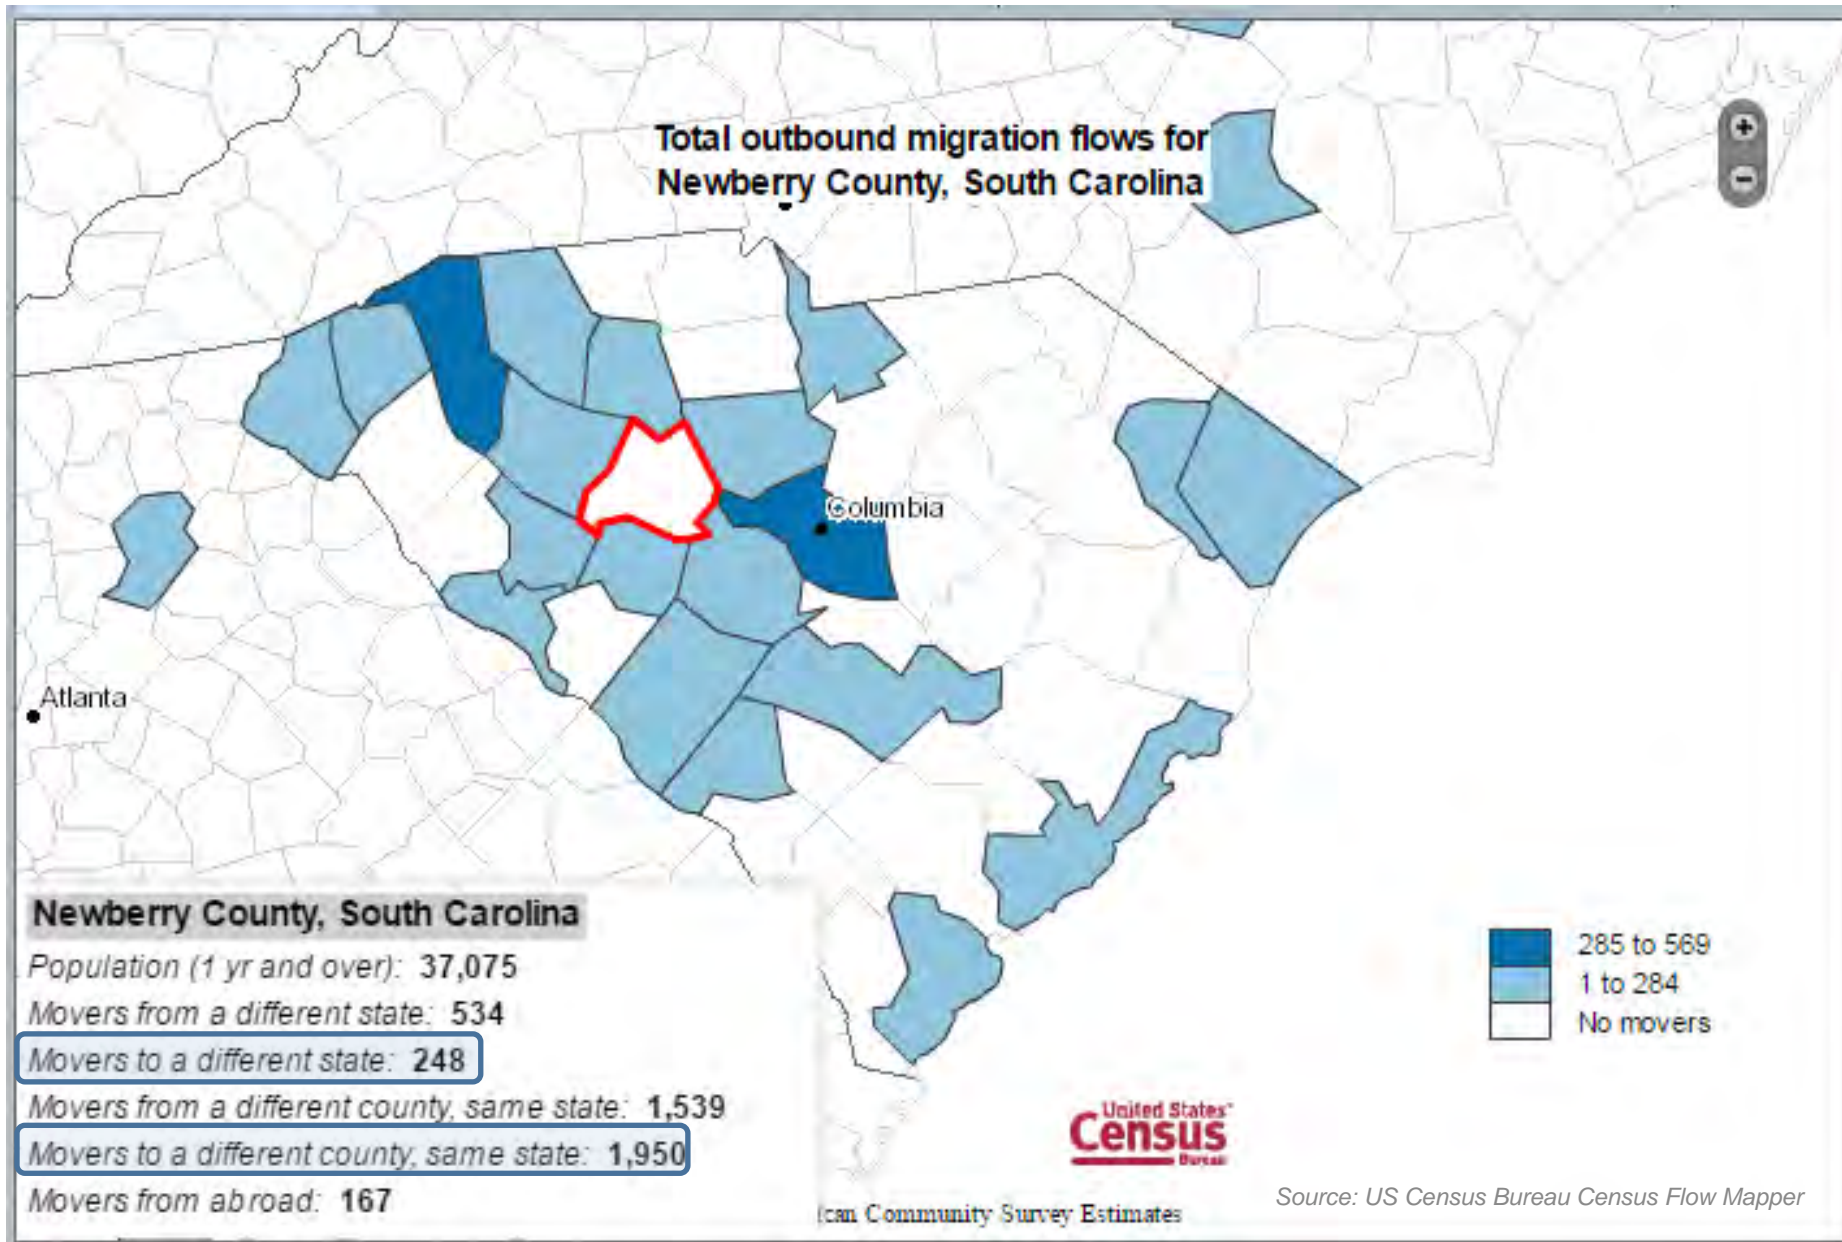 Total outbound migration flows for
Newberry County, South Carolina
Columbia
Atlanta
Newberry County, South Carolina
Population (1 yr and over): 37,075
Movers from a different state: 534
Movers to a different state: 248
Movers from a different county, same state: 1,539
Movers to a different county, same state: 1,950
Movers from abroad: 167
285 to 569
1 to 284
No movers
United States
Census
Bureau
ican Community Survey Estimates
Source: US Census Bureau Census Flow Mapper